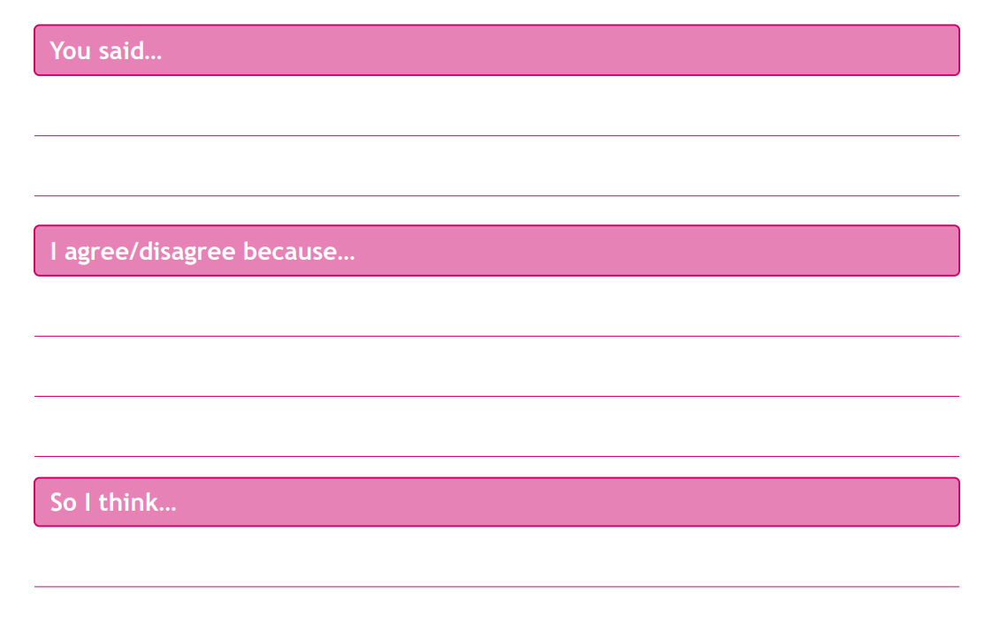 You said…
I agree/disagree because…
So I think…